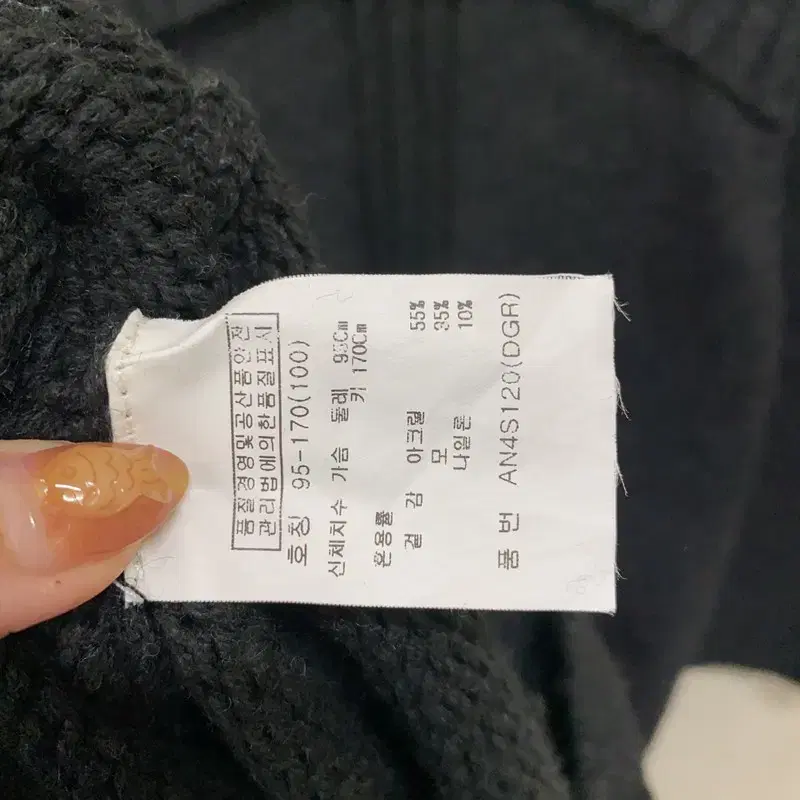 품질경영및공산품안전
관리법에의한품질표시
호칭 95-170(100)
신체치수 가슴 둘레 95Cm
키 170Cm
혼용률
겉 감 아크릴 55%
모 35%
나일론 10%
품 번 AN4S120(DGR)